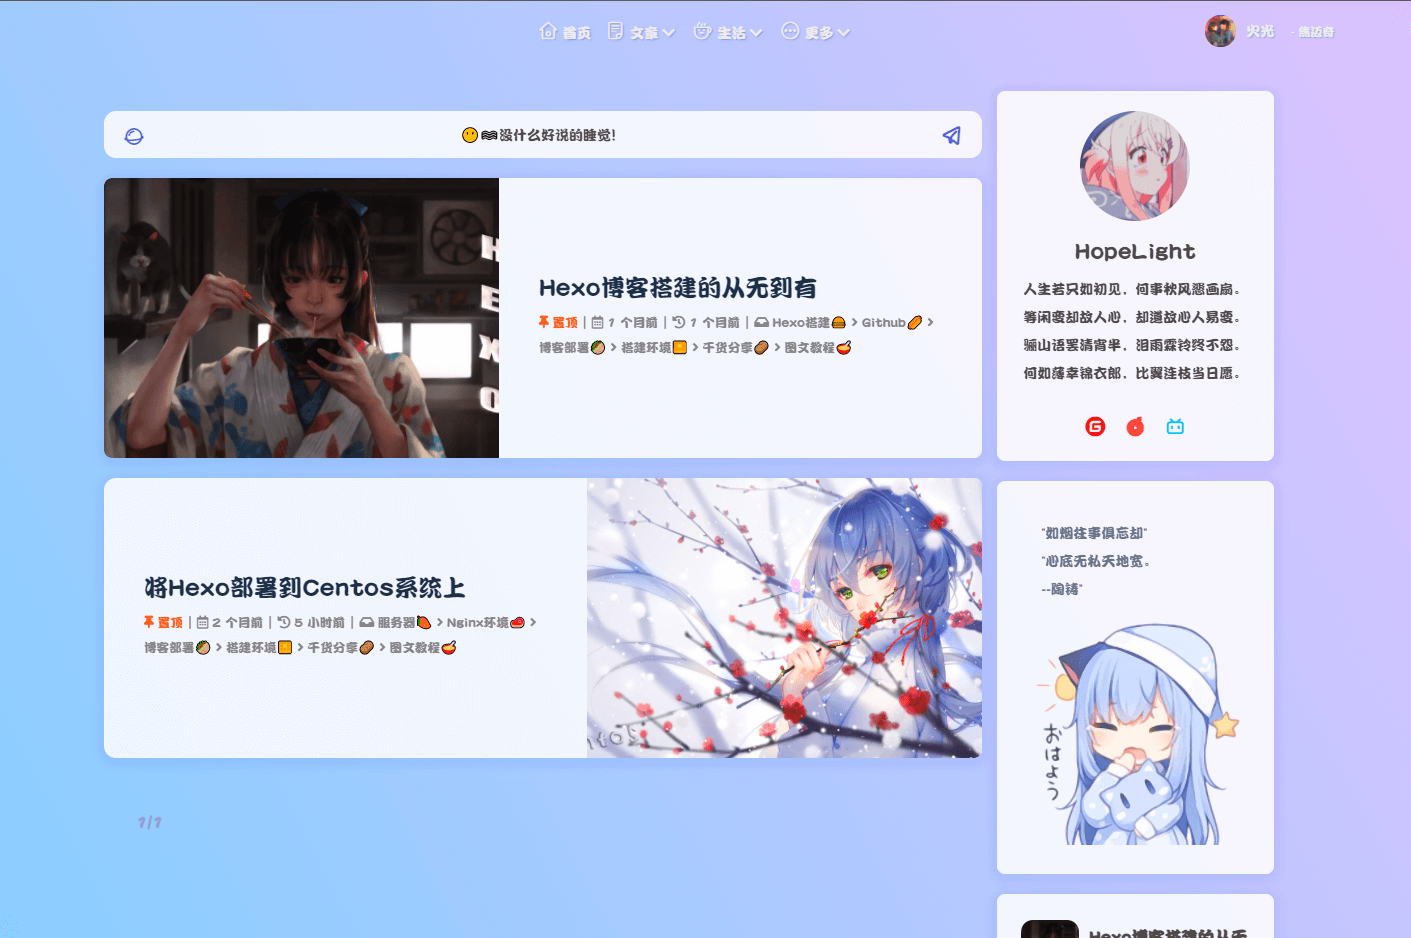 首页 文章 生活 更多
火光 - 焦迈奇
没什么好说的睡觉!
HEXO
Hexo博客搭建的从无到有
置顶 | 1 个月前 | 1 个月前 | Hexo搭建 > Github >
博客部署 > 搭建环境 > 干货分享 > 图文教程
将Hexo部署到Centos系统上
置顶 | 2 个月前 | 5 小时前 | 服务器 > Nginx环境 >
博客部署 > 搭建环境 > 干货分享 > 图文教程
1/1
HopeLight
人生若只如初见，何事秋风悲画扇。
等闲变却故人心，却道故心人易变。
骊山语罢清宵半，泪雨霖铃终不怨。
何如薄幸锦衣郎，比翼连枝当日愿。
"如烟往事俱忘却"
"心底无私天地宽。
--陶铸"
おはよう
Hexo博客搭建的从无